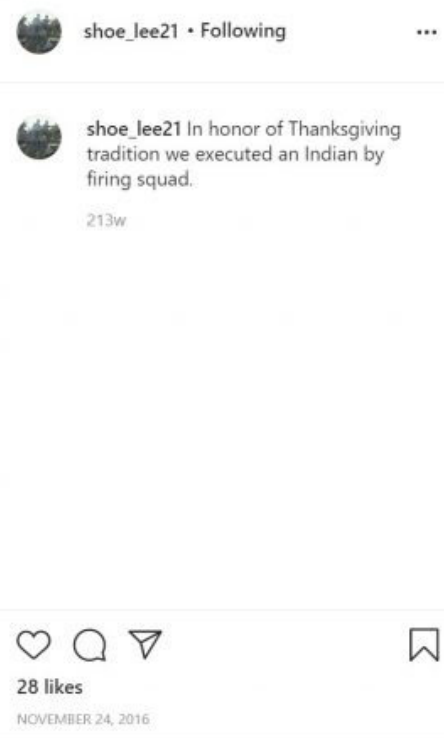 shoe_lee21 • Following
shoe_lee21 In honor of Thanksgiving
tradition we executed an Indian by
firing squad.
213w
28 likes
NOVEMBER 24, 2016